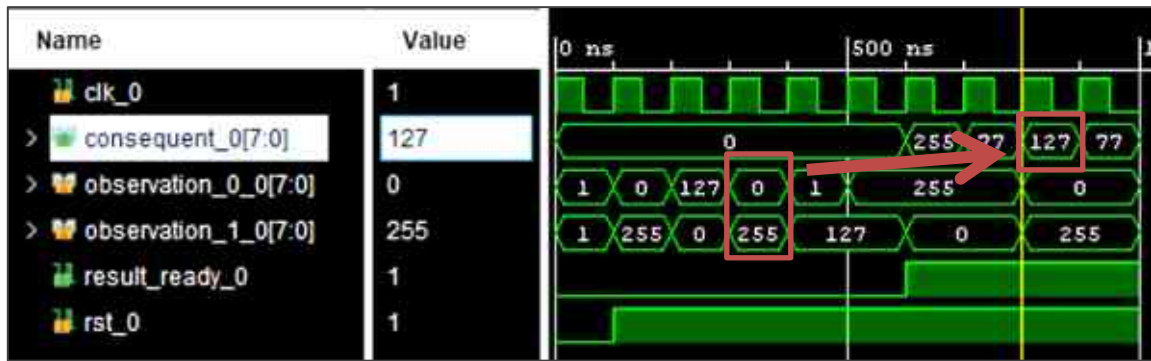 Name Value 0 ns 500 ns 1
clk_0 1
> consequent_0[7:0] 127 0 255 77 127 77
> observation_0_0[7:0] 0 1 0 127 0 1 255 0
> observation_1_0[7:0] 255 1 255 0 255 127 0 255
result_ready_0 1
rst_0 1